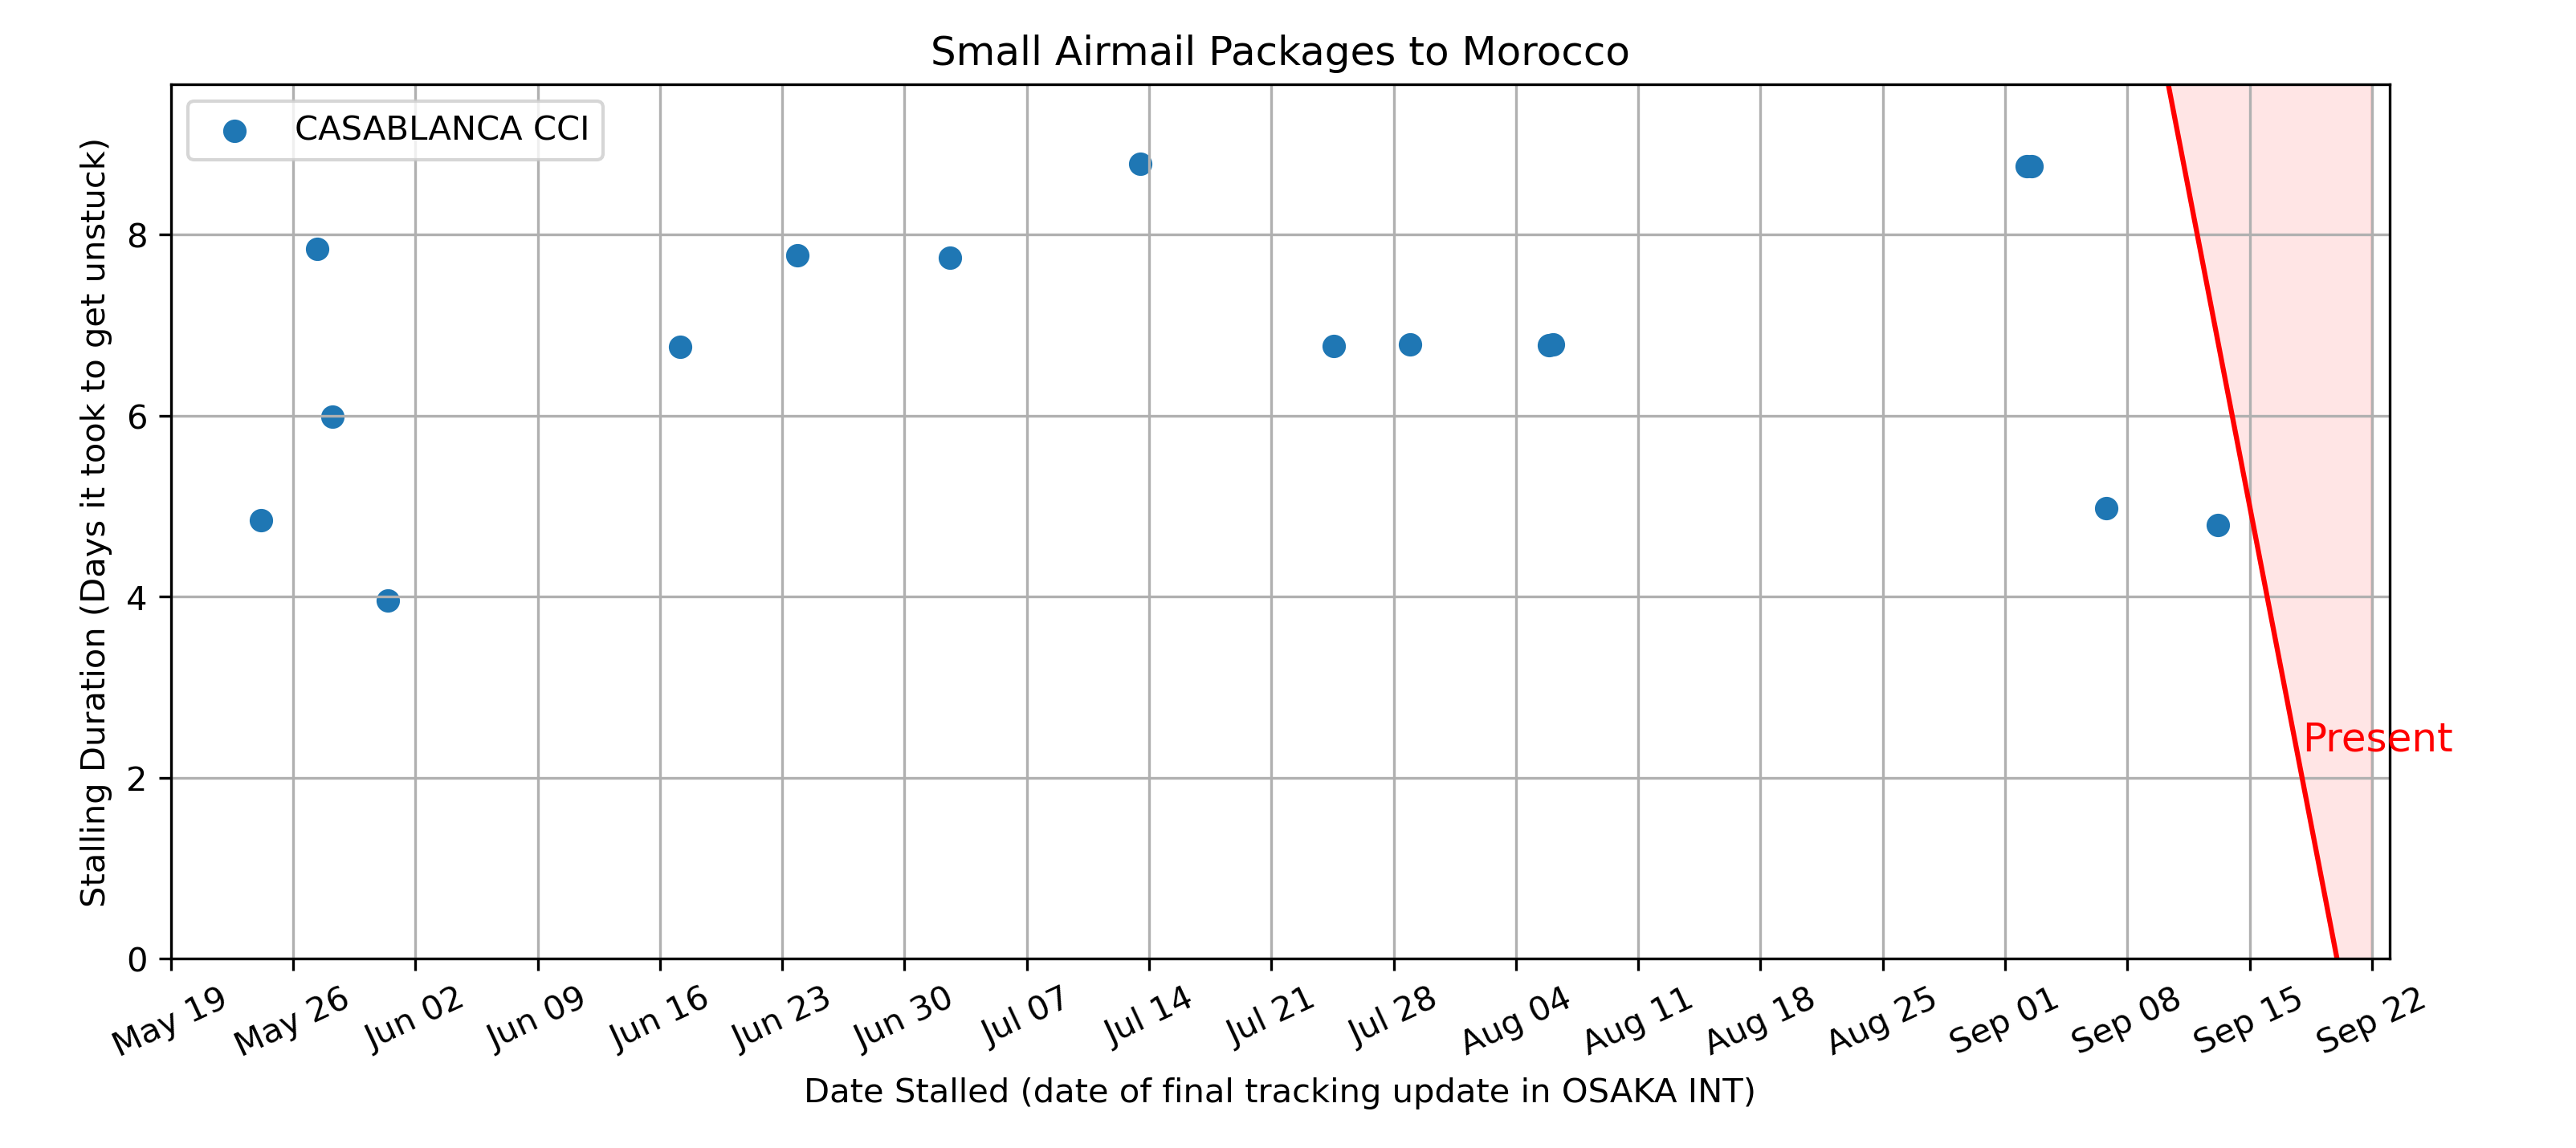 Small Airmail Packages to Morocco
CASABLANCA CCI
Stalling Duration (Days it took to get unstuck)
8
6
4
2
0
Present
May 19
May 26
Jun 02
Jun 09
Jun 16
Jun 23
Jun 30
Jul 07
Jul 14
Jul 21
Jul 28
Aug 04
Aug 11
Aug 18
Aug 25
Sep 01
Sep 08
Sep 15
Sep 22
Date Stalled (date of final tracking update in OSAKA INT)